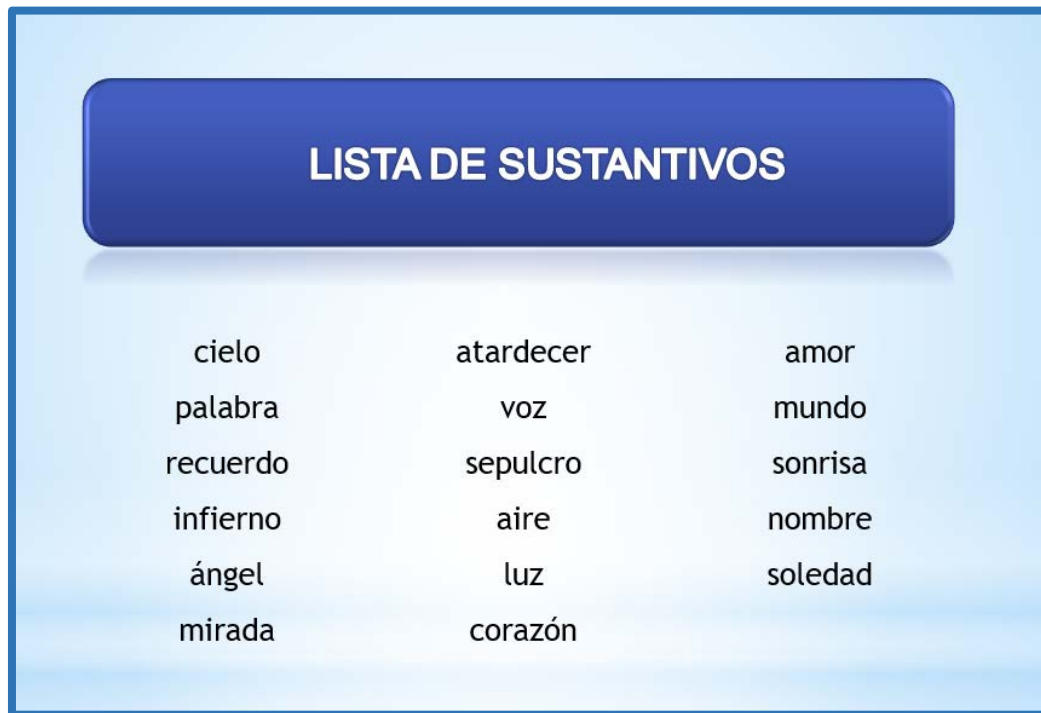 LISTA DE SUSTANTIVOS
cielo atardecer amor
palabra voz mundo
recuerdo sepulcro sonrisa
infierno aire nombre
ángel luz soledad
mirada corazón